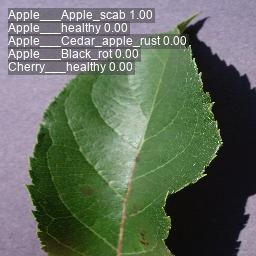 Apple___Apple_scab 1.00
Apple___healthy 0.00
Apple___Cedar_apple_rust 0.00
Apple___Black_rot 0.00
Cherry___healthy 0.00